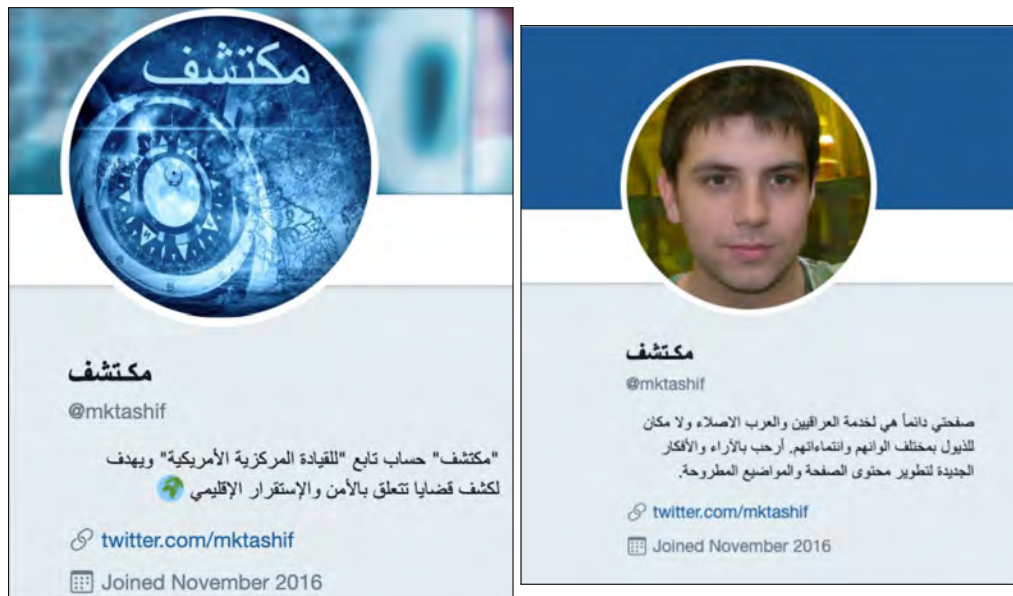 مكتشف
مكتشف
@mktashif
"مكتشف" حساب تابع "للقيادة المركزية الأمريكية" ويهدف
لكشف قضايا تتعلق بالأمن والإستقرار الإقليمي
twitter.com/mktashif
Joined November 2016
مكتشف
@mktashif
صفحتي دائماً هي لخدمة العراقيين والعرب الاصلاء ولا مكان
للذيول بمختلف الوانهم وانتماءاتهم. أرحب بالآراء والأفكار
الجديدة لتطوير محتوى الصفحة والمواضيع المطروحة.
twitter.com/mktashif
Joined November 2016